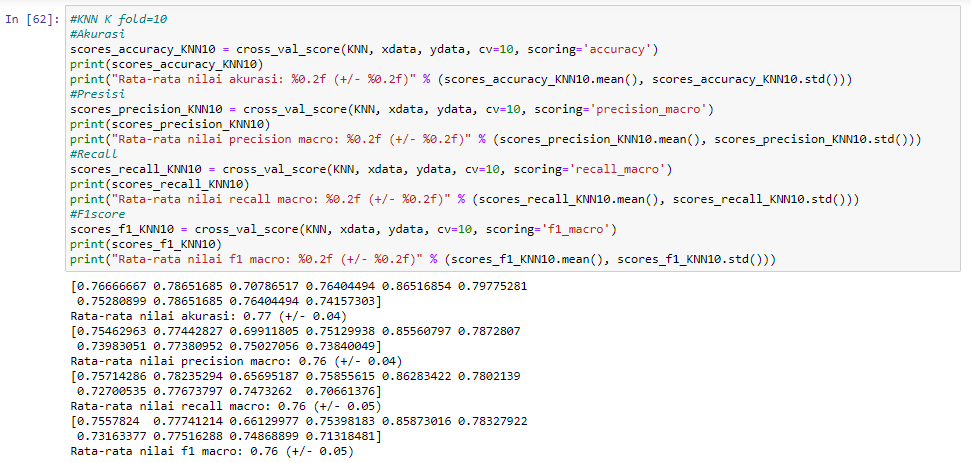 In [62]: #KNN K fold=10
#Akurasi
scores_accuracy_KNN10 = cross_val_score(KNN, xdata, ydata, cv=10, scoring='accuracy')
print(scores_accuracy_KNN10)
print("Rata-rata nilai akurasi: %0.2f (+/- %0.2f)" % (scores_accuracy_KNN10.mean(), scores_accuracy_KNN10.std()))
#Presisi
scores_precision_KNN10 = cross_val_score(KNN, xdata, ydata, cv=10, scoring='precision_macro')
print(scores_precision_KNN10)
print("Rata-rata nilai precision macro: %0.2f (+/- %0.2f)" % (scores_precision_KNN10.mean(), scores_precision_KNN10.std()))
#Recall
scores_recall_KNN10 = cross_val_score(KNN, xdata, ydata, cv=10, scoring='recall_macro')
print(scores_recall_KNN10)
print("Rata-rata nilai recall macro: %0.2f (+/- %0.2f)" % (scores_recall_KNN10.mean(), scores_recall_KNN10.std()))
#F1score
scores_f1_KNN10 = cross_val_score(KNN, xdata, ydata, cv=10, scoring='f1_macro')
print(scores_f1_KNN10)
print("Rata-rata nilai f1 macro: %0.2f (+/- %0.2f)" % (scores_f1_KNN10.mean(), scores_f1_KNN10.std()))
[0.76666667 0.78651685 0.70786517 0.76404494 0.86516854 0.79775281
0.75280899 0.78651685 0.76404494 0.74157303]
Rata-rata nilai akurasi: 0.77 (+/- 0.04)
[0.75462963 0.77442827 0.69911805 0.75129938 0.85560797 0.7872807
0.73983051 0.77380952 0.75027056 0.73840049]
Rata-rata nilai precision macro: 0.76 (+/- 0.04)
[0.75714286 0.78235294 0.65695187 0.75855615 0.86283422 0.7802139
0.72700535 0.77673797 0.7473262 0.70661376]
Rata-rata nilai recall macro: 0.76 (+/- 0.05)
[0.7557824 0.77741214 0.66129977 0.75398183 0.85873016 0.78327922
0.73163377 0.77516288 0.74868899 0.71318481]
Rata-rata nilai f1 macro: 0.76 (+/- 0.05)